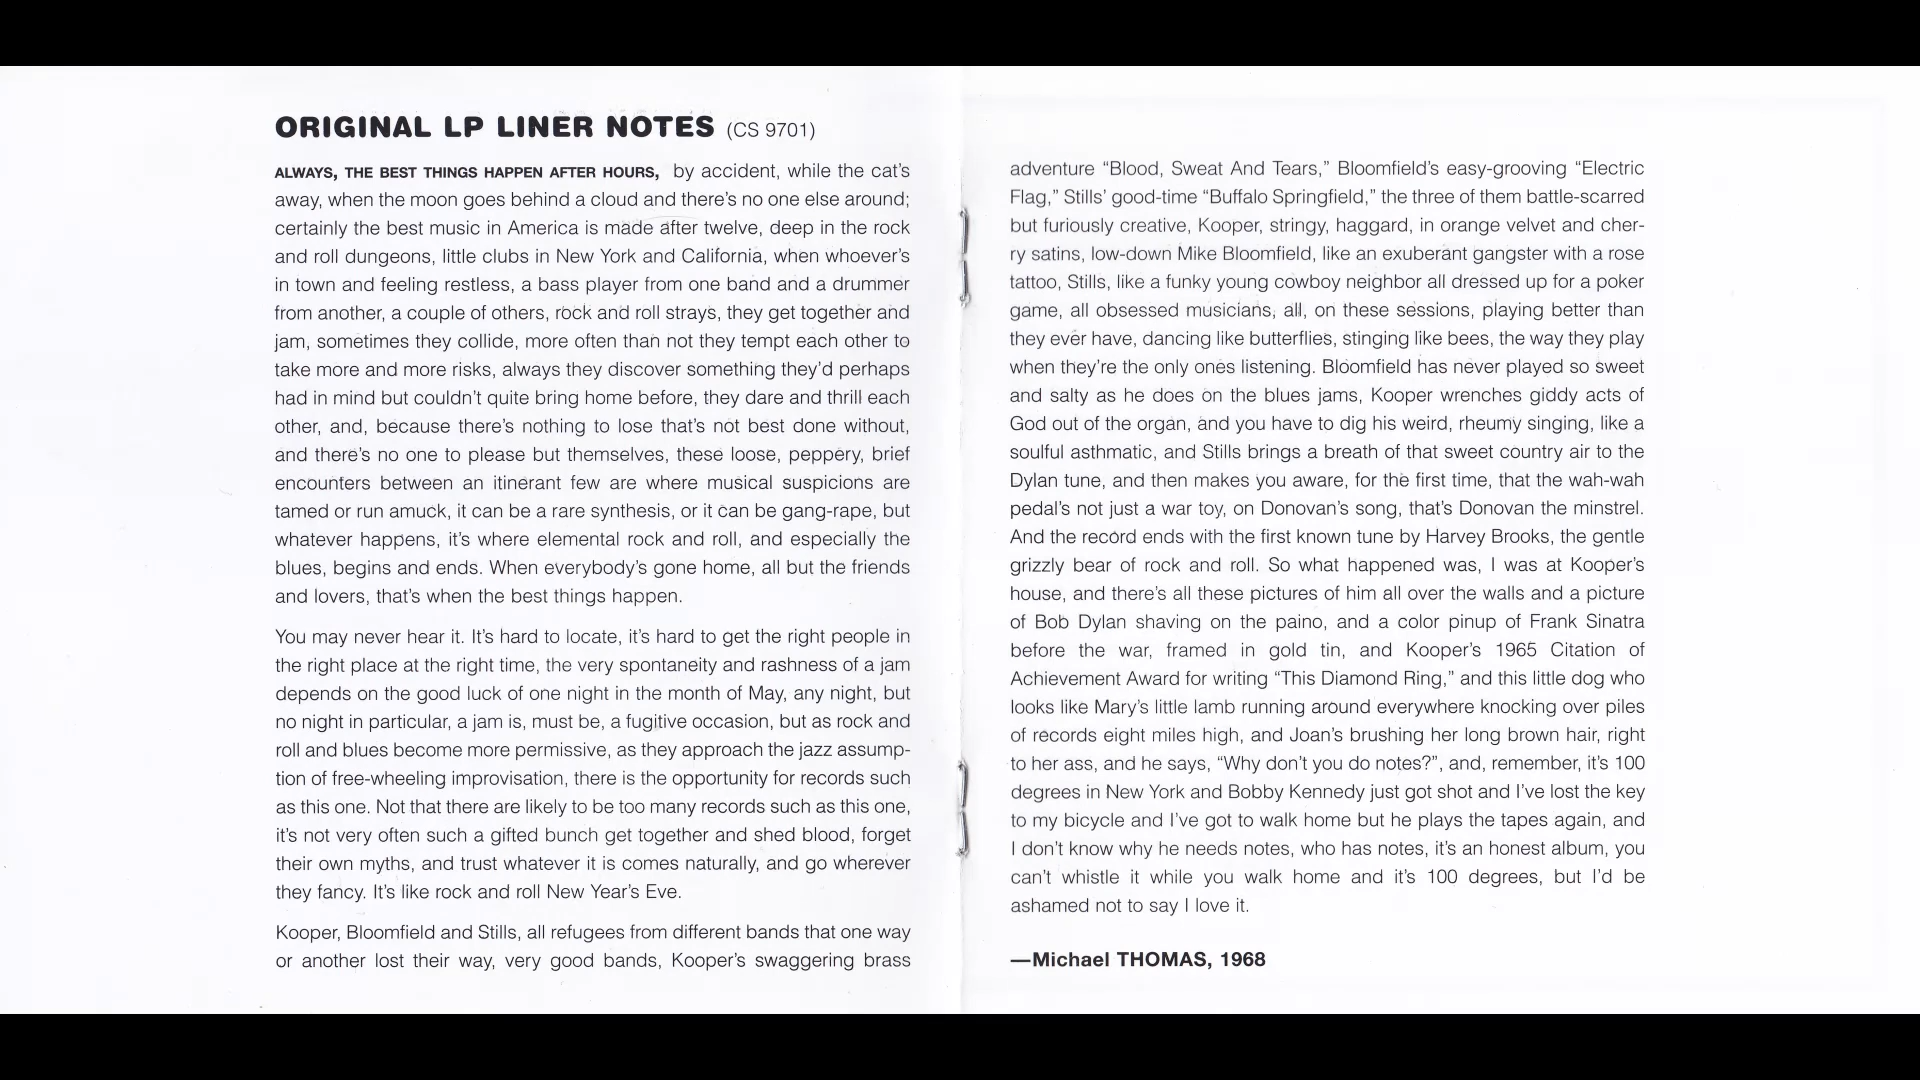 ORIGINAL LP LINER NOTES (CS 9701)
ALWAYS, THE BEST THINGS HAPPEN AFTER HOURS, by accident, while the cat's
away, when the moon goes behind a cloud and there's no one else around;
certainly the best music in America is made after twelve, deep in the rock
and roll dungeons, little clubs in New York and California, when whoever's
in town and feeling restless, a bass player from one band and a drummer
from another, a couple of others, rock and roll strays, they get together and
jam, sometimes they collide, more often than not they tempt each other to
take more and more risks, always they discover something they'd perhaps
had in mind but couldn't quite bring home before, they dare and thrill each
other, and, because there's nothing to lose that's not best done without,
and there's no one to please but themselves, these loose, peppery, brief
encounters between an itinerant few are where musical suspicions are
tamed or run amuck, it can be a rare synthesis, or it can be gang-rape, but
whatever happens, it's where elemental rock and roll, and especially the
blues, begins and ends. When everybody's gone home, all but the friends
and lovers, that's when the best things happen.
You may never hear it. It's hard to locate, it's hard to get the right people in
the right place at the right time, the very spontaneity and rashness of a jam
depends on the good luck of one night in the month of May, any night, but
no night in particular, a jam is, must be, a fugitive occasion, but as rock and
roll and blues become more permissive, as they approach the jazz assump-
tion of free-wheeling improvisation, there is the opportunity for records such
as this one. Not that there are likely to be too many records such as this one,
it's not very often such a gifted bunch get together and shed blood, forget
their own myths, and trust whatever it is comes naturally, and go wherever
they fancy. It's like rock and roll New Year's Eve.
Kooper, Bloomfield and Stills, all refugees from different bands that one way
or another lost their way, very good bands, Kooper's swaggering brass
adventure “Blood, Sweat And Tears,” Bloomfield's easy-grooving “Electric
Flag,” Stills' good-time “Buffalo Springfield,” the three of them battle-scarred
but furiously creative, Kooper, stringy, haggard, in orange velvet and cher-
ry satins, low-down Mike Bloomfield, like an exuberant gangster with a rose
tattoo, Stills, like a funky young cowboy neighbor all dressed up for a poker
game, all obsessed musicians, all, on these sessions, playing better than
they ever have, dancing like butterflies, stinging like bees, the way they play
when they're the only ones listening. Bloomfield has never played so sweet
and salty as he does on the blues jams, Kooper wrenches giddy acts of
God out of the organ, and you have to dig his weird, rheumy singing, like a
soulful asthmatic, and Stills brings a breath of that sweet country air to the
Dylan tune, and then makes you aware, for the first time, that the wah-wah
pedal's not just a war toy, on Donovan's song, that's Donovan the minstrel.
And the record ends with the first known tune by Harvey Brooks, the gentle
grizzly bear of rock and roll. So what happened was, I was at Kooper's
house, and there's all these pictures of him all over the walls and a picture
of Bob Dylan shaving on the paino, and a color pinup of Frank Sinatra
before the war, framed in gold tin, and Kooper's 1965 Citation of
Achievement Award for writing “This Diamond Ring,” and this little dog who
looks like Mary's little lamb running around everywhere knocking over piles
of records eight miles high, and Joan's brushing her long brown hair, right
to her ass, and he says, “Why don't you do notes?”, and, remember, it's 100
degrees in New York and Bobby Kennedy just got shot and I've lost the key
to my bicycle and I've got to walk home but he plays the tapes again, and
I don't know why he needs notes, who has notes, it's an honest album, you
can't whistle it while you walk home and it's 100 degrees, but I'd be
ashamed not to say I love it.
—Michael THOMAS, 1968